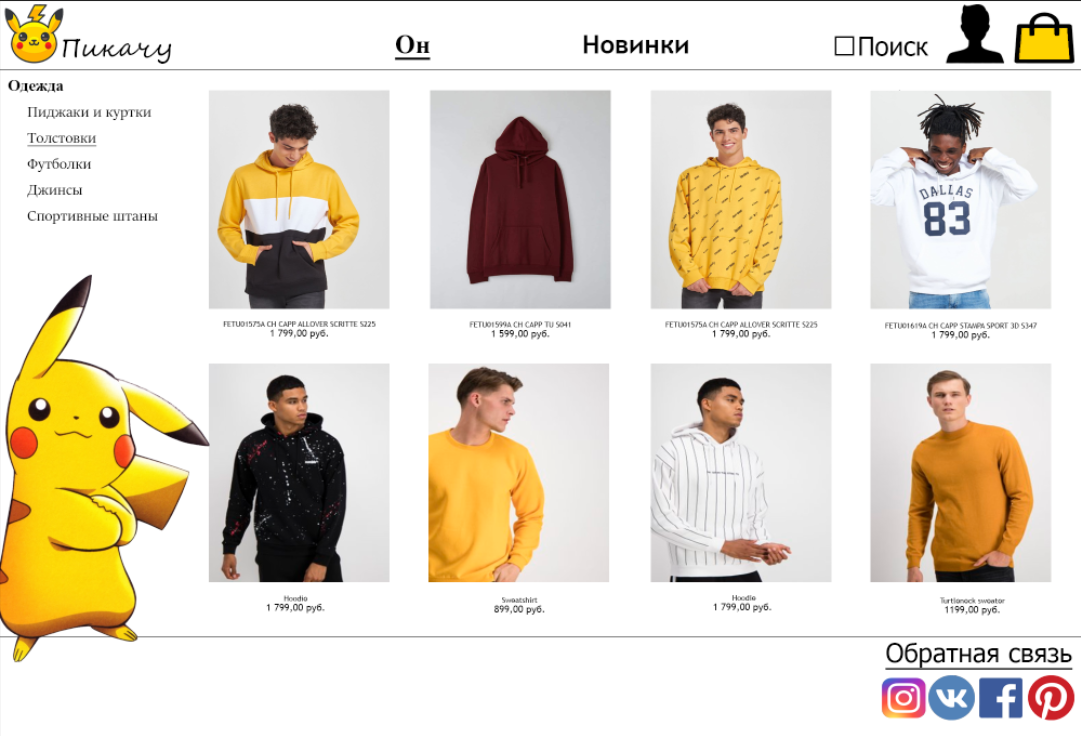 Пикачу
Он
Новинки
Поиск
Одежда
Пиджаки и куртки
Толстовки
Футболки
Джинсы
Спортивные штаны
DALLAS
83
FETU01575A CH CAPP ALLOVER SCRITTE S225
1 799,00 руб.
FETU01599A CH CAPP TU S041
1 599,00 руб.
FETU01575A CH CAPP ALLOVER SCRITTE S225
1 799,00 руб.
FETU01619A CH CAPP STAMPA SPORT 3D S347
1 799,00 руб.
Hoodie
1 799,00 руб.
Sweatshirt
899,00 руб.
Hoodie
1 799,00 руб.
Turtleneck sweater
1199,00 руб.
Обратная связь